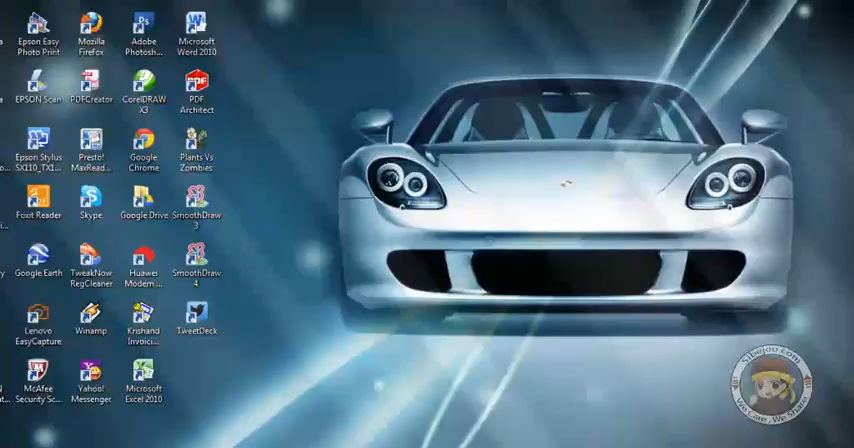 Epson Easy
Photo Print
Mozilla
Firefox
Adobe
Photosh...
Microsoft
Word 2010
EPSON Scan
PDFCreator
CorelDRAW
X3
PDF
Architect
Epson Stylus
SX110_TX1...
Presto!
MaxRead...
Google
Chrome
Plants Vs
Zombies
Foxit Reader
Skype
Google Drive
SmoothDraw
3
Google Earth
TweakNow
RegCleaner
Huawei
Modem ...
SmoothDraw
4
Lenovo
EasyCapture
Winamp
Krishand
Invoici...
TweetDeck
McAfee
Security Sc...
Yahoo!
Messenger
Microsoft
Excel 2010
Sibejoo.com
We Care, We Share